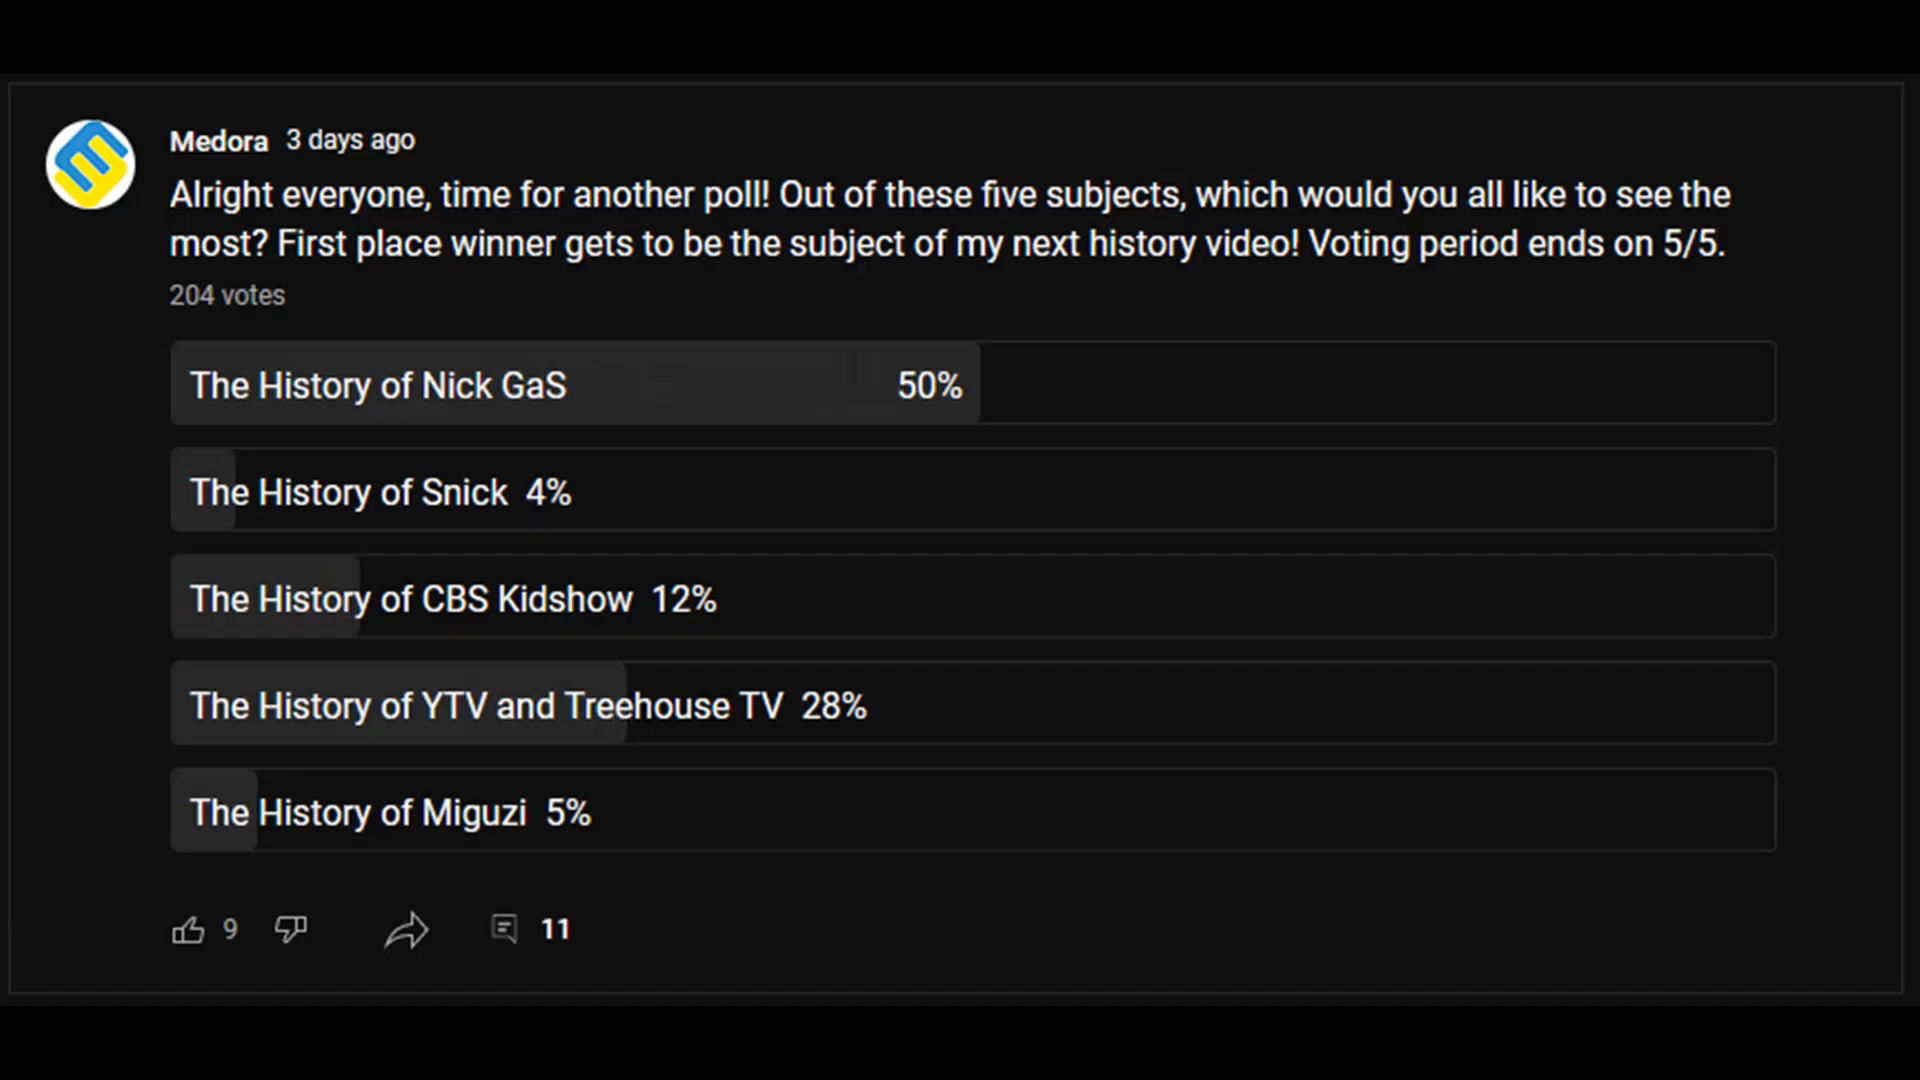 Medora 3 days ago
Alright everyone, time for another poll! Out of these five subjects, which would you all like to see the
most? First place winner gets to be the subject of my next history video! Voting period ends on 5/5.
204 votes
The History of Nick GaS 50%
The History of Snick 4%
The History of CBS Kidshow 12%
The History of YTV and Treehouse TV 28%
The History of Miguzi 5%
9 11